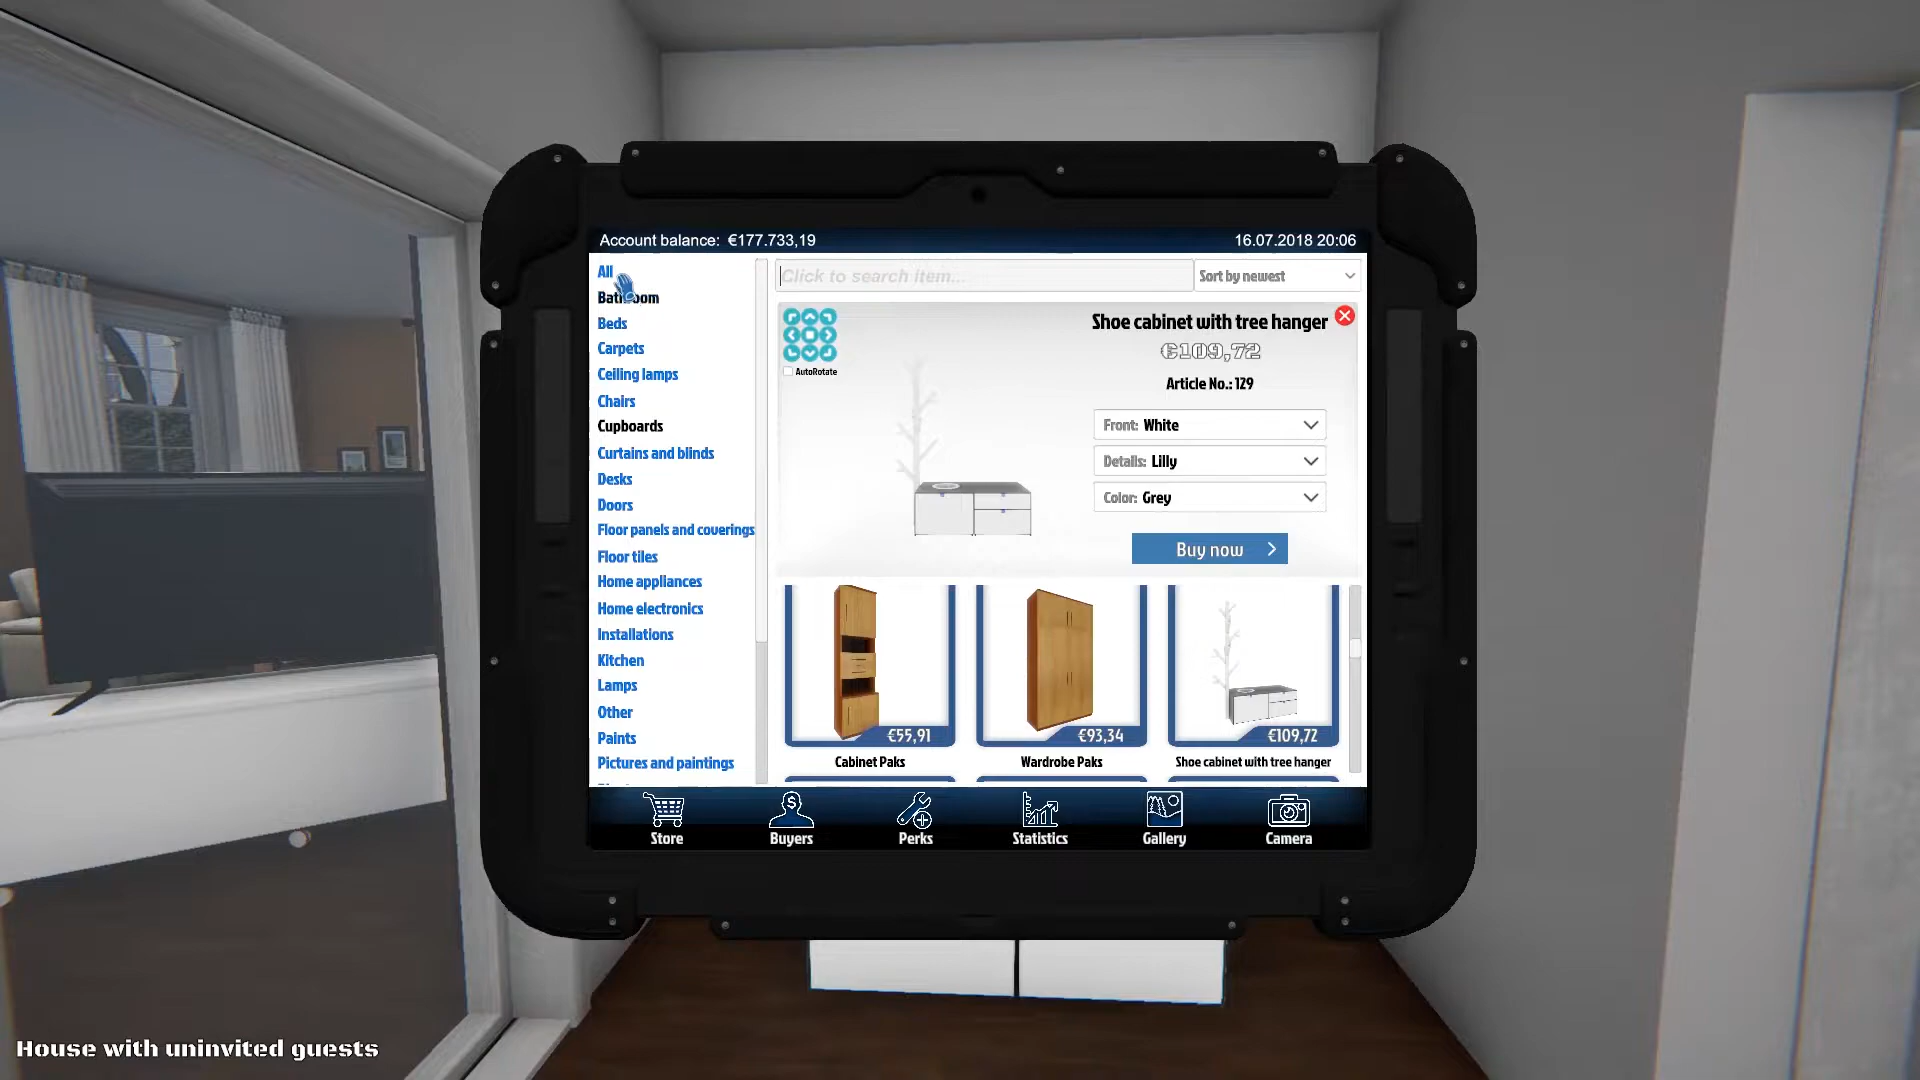 Account balance: €177.733,19
16.07.2018 20:06
All
Bathroom
Beds
Carpets
Ceiling lamps
Chairs
Cupboards
Curtains and blinds
Desks
Doors
Floor panels and coverings
Floor tiles
Home appliances
Home electronics
Installations
Kitchen
Lamps
Other
Paints
Pictures and paintings
Click to search item...
Sort by newest
AutoRotate
Shoe cabinet with tree hanger
€109,72
Article No.: 129
Front: White
Details: Lilly
Color: Grey
Buy now
€55,91
€93,34
€109,72
Cabinet Paks
Wardrobe Paks
Shoe cabinet with tree hanger
Store
Buyers
Perks
Statistics
Gallery
Camera
House with uninvited guests